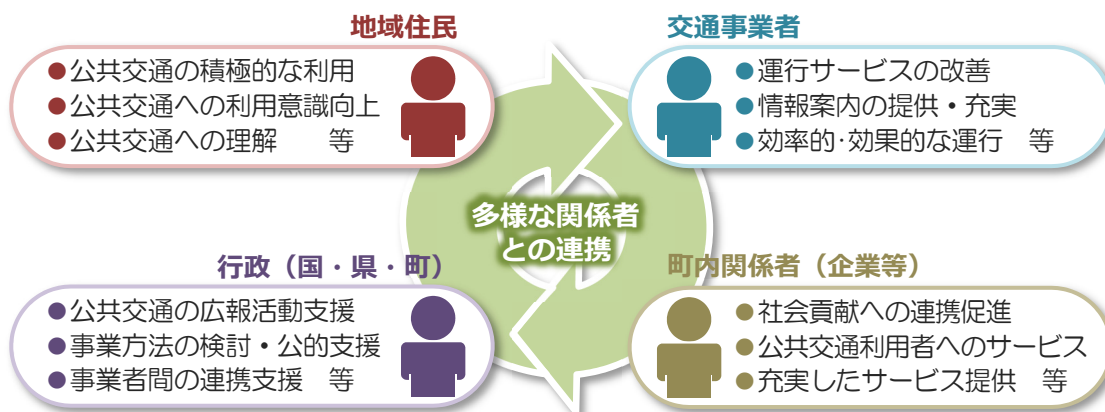 地域住民
●公共交通の積極的な利用
●公共交通への利用意識向上
●公共交通への理解　等
交通事業者
●運行サービスの改善
●情報案内の提供・充実
●効率的･効果的な運行　等
多様な関係者
との連携
行政（国・県・町）
●公共交通の広報活動支援
●事業方法の検討・公的支援
●事業者間の連携支援　等
町内関係者（企業等）
●社会貢献への連携促進
●公共交通利用者へのサービス
●充実したサービス提供　等